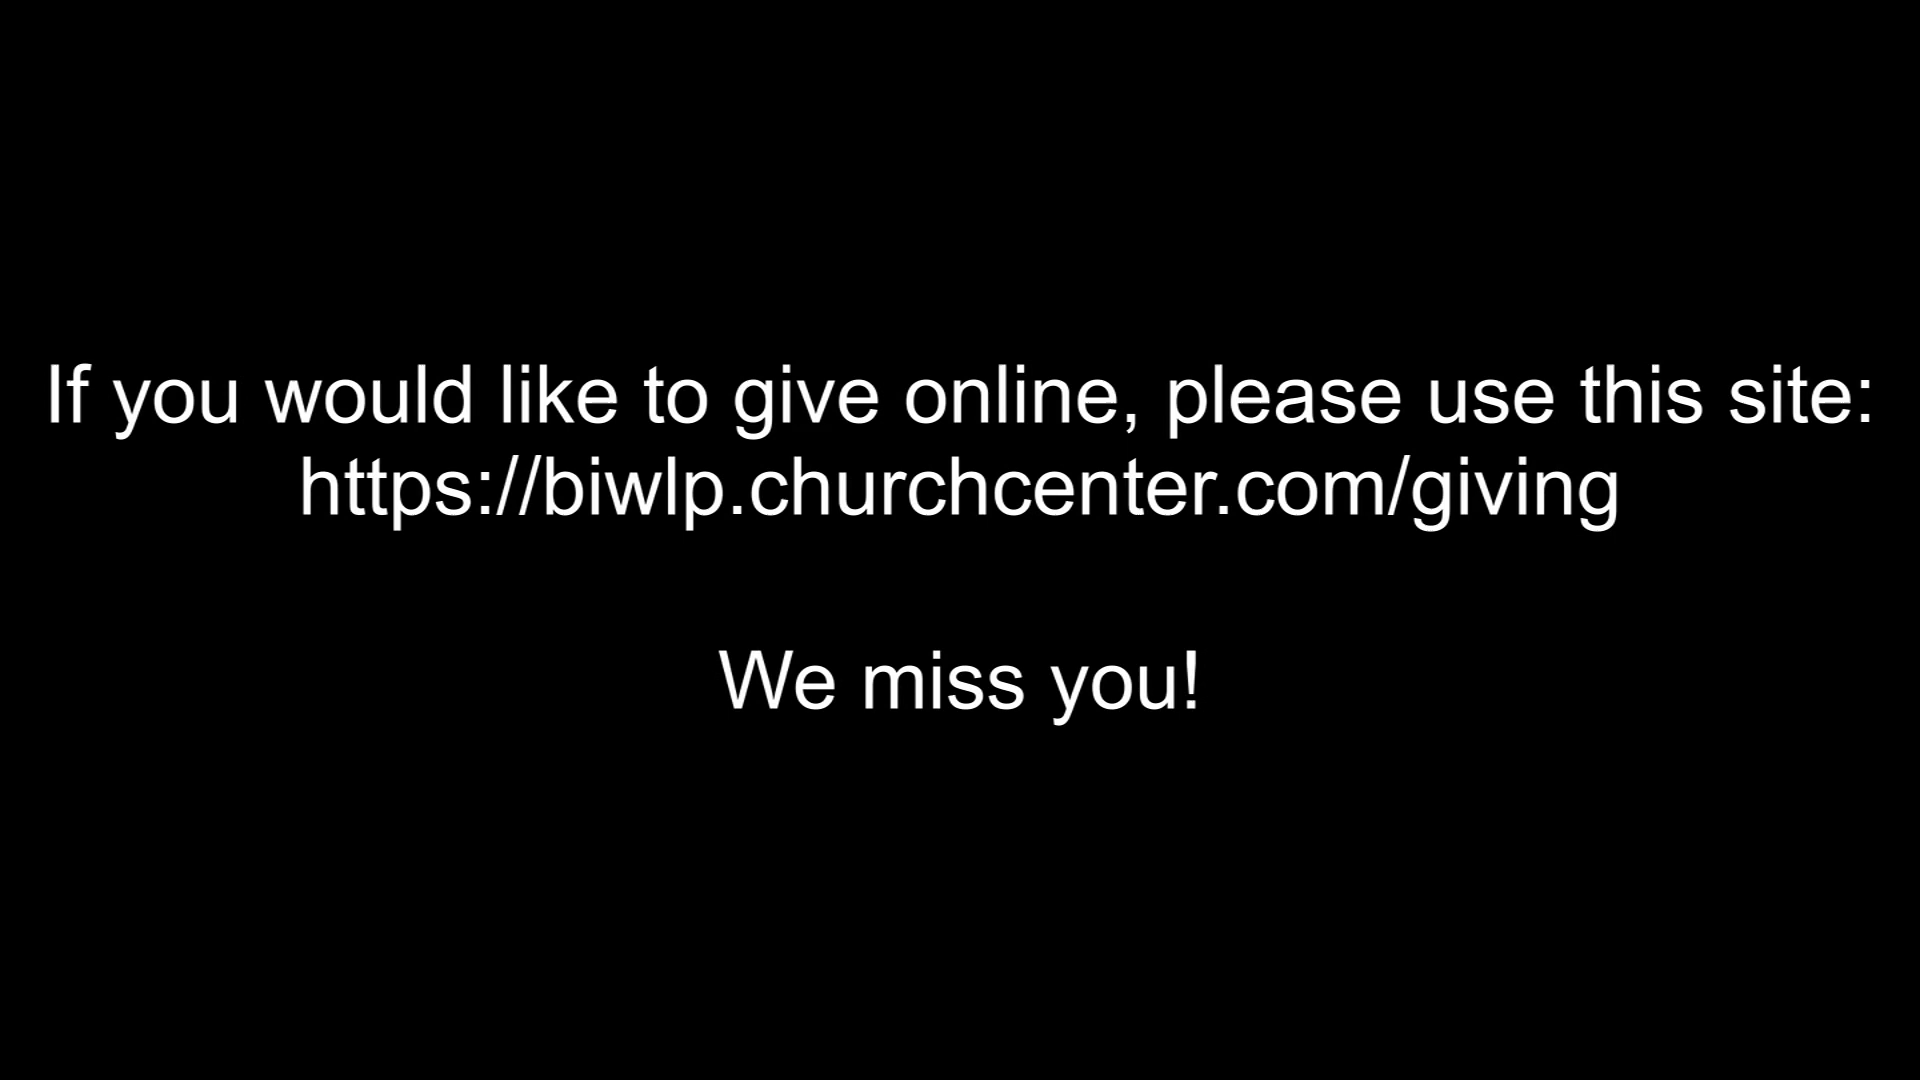 If you would like to give online, please use this site:
https://biwlp.churchcenter.com/giving
We miss you!